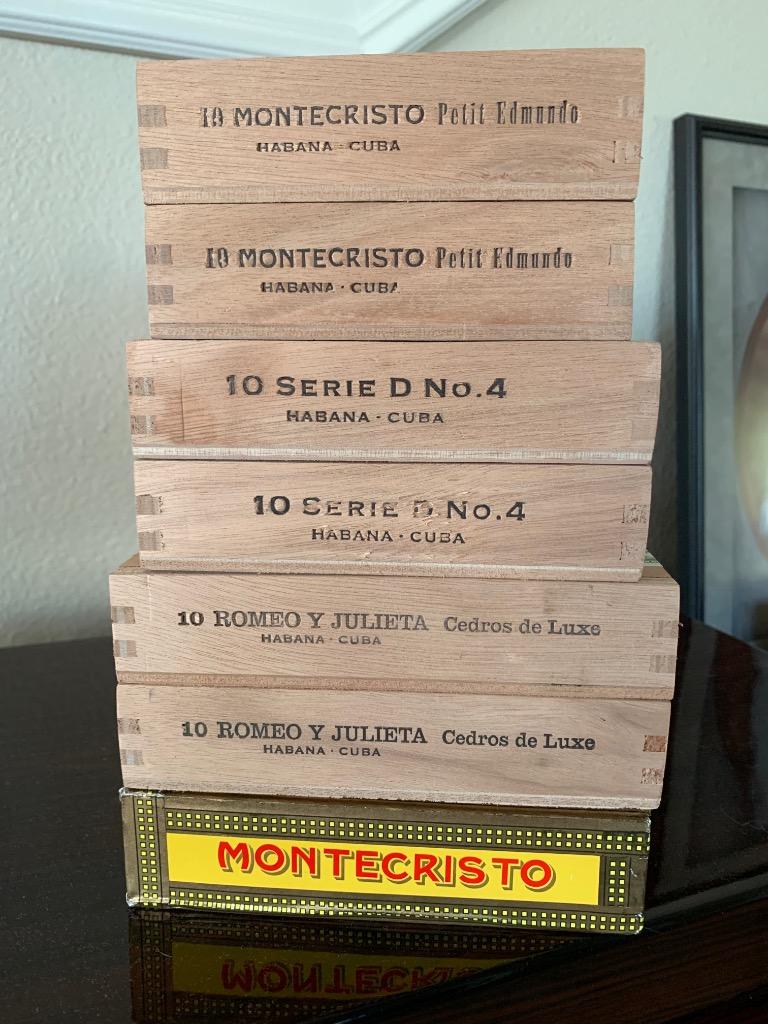 10 MONTECRISTO Petit Edmundo
HABANA · CUBA
10 MONTECRISTO Petit Edmundo
HABANA · CUBA
10 SERIE D No.4
HABANA · CUBA
10 SERIE D No.4
HABANA · CUBA
10 ROMEO Y JULIETA Cedros de Luxe
HABANA · CUBA
10 ROMEO Y JULIETA Cedros de Luxe
HABANA · CUBA
MONTECRISTO